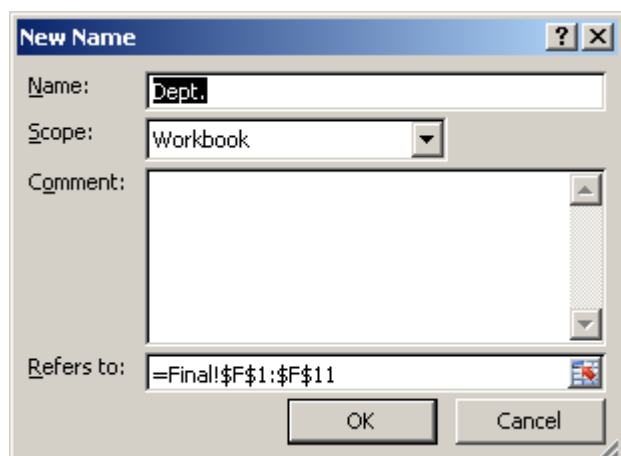 New Name
Name: Dept.
Scope: Workbook
Comment:
Refers to: =Final!$F$1:$F$11
OK Cancel